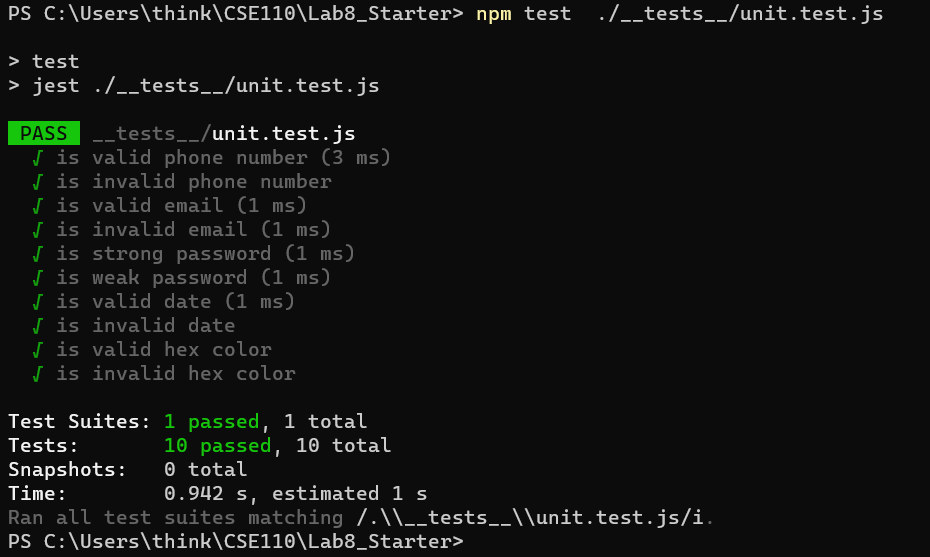 PS C:\Users\think\CSE110\Lab8_Starter> npm test  ./__tests__/unit.test.js
> test
> jest ./__tests__/unit.test.js
PASS __tests__/unit.test.js
√ is valid phone number (3 ms)
√ is invalid phone number
√ is valid email (1 ms)
√ is invalid email (1 ms)
√ is strong password (1 ms)
√ is weak password (1 ms)
√ is valid date (1 ms)
√ is invalid date
√ is valid hex color
√ is invalid hex color
Test Suites: 1 passed, 1 total
Tests:       10 passed, 10 total
Snapshots:   0 total
Time:        0.942 s, estimated 1 s
Ran all test suites matching /.\\__tests__\\unit.test.js/i.
PS C:\Users\think\CSE110\Lab8_Starter>